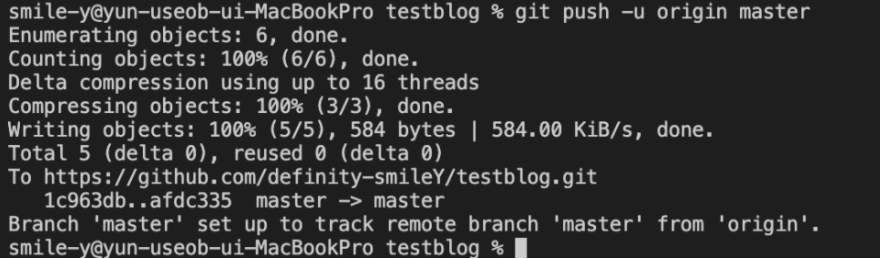 smile-y@yun-useob-ui-MacBookPro testblog % git push -u origin master
Enumerating objects: 6, done.
Counting objects: 100% (6/6), done.
Delta compression using up to 16 threads
Compressing objects: 100% (3/3), done.
Writing objects: 100% (5/5), 584 bytes | 584.00 KiB/s, done.
Total 5 (delta 0), reused 0 (delta 0)
To https://github.com/definity-smileY/testblog.git
   1c963db..afdc335  master -> master
Branch 'master' set up to track remote branch 'master' from 'origin'.
smile-y@yun-useob-ui-MacBookPro testblog %